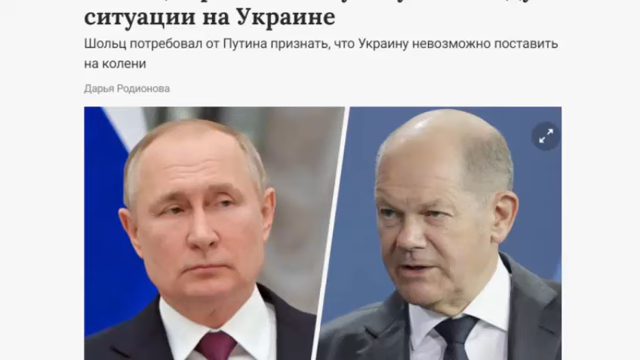 ситуации на Украине
Шольц потребовал от Путина признать, что Украину невозможно поставить
на колени
Дарья Родионова